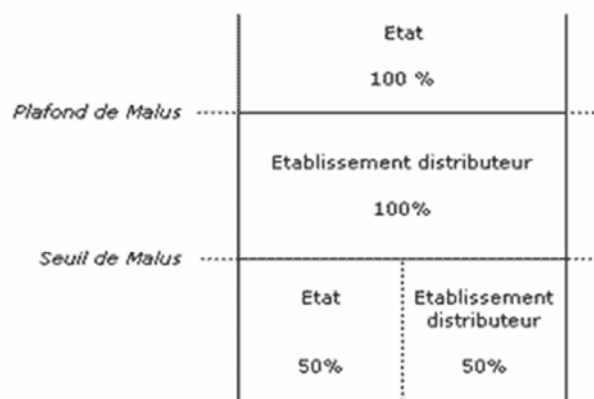 Etat
100 %
Plafond de Malus
Etablissement distributeur
100%
Seuil de Malus
Etat
50%
Etablissement
distributeur
50%